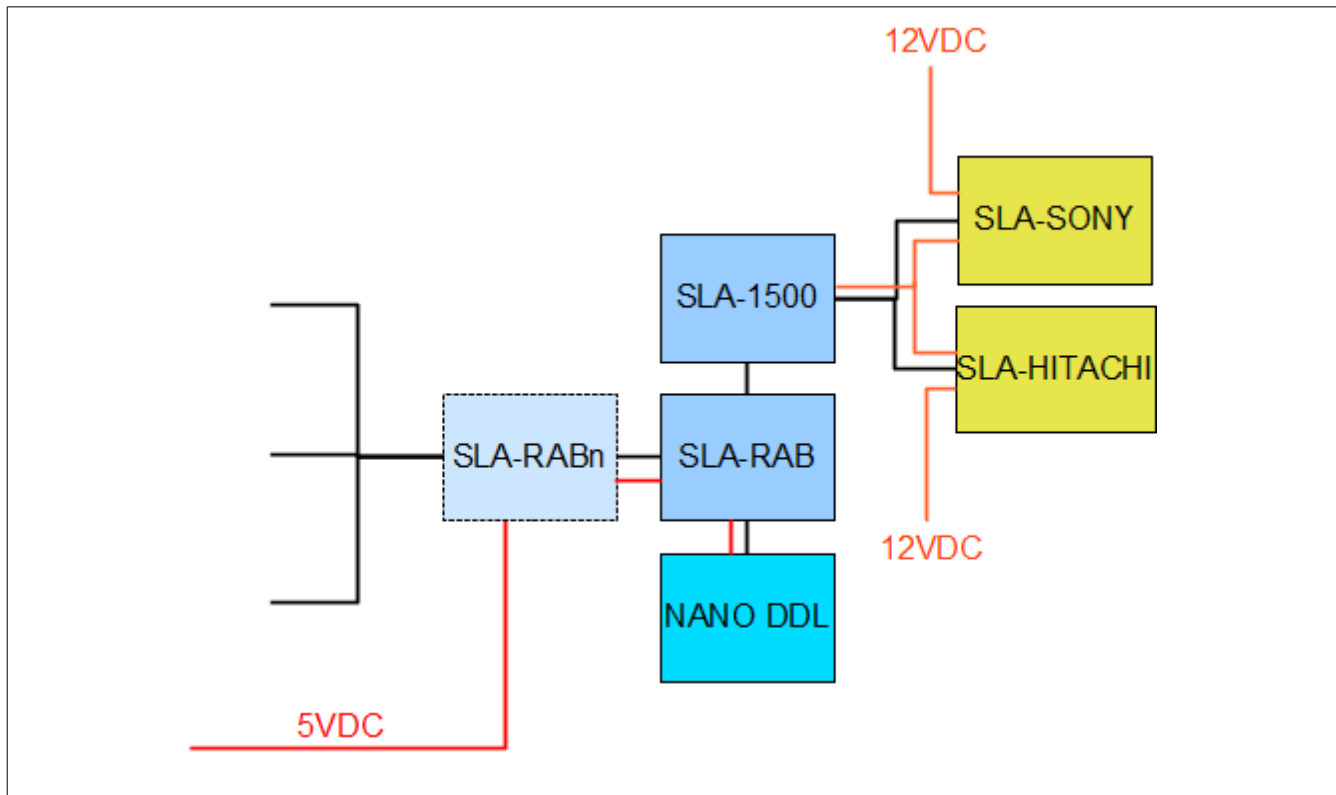 12VDC
SLA-SONY
SLA-1500
SLA-HITACHI
SLA-RABn
SLA-RAB
12VDC
NANO DDL
5VDC